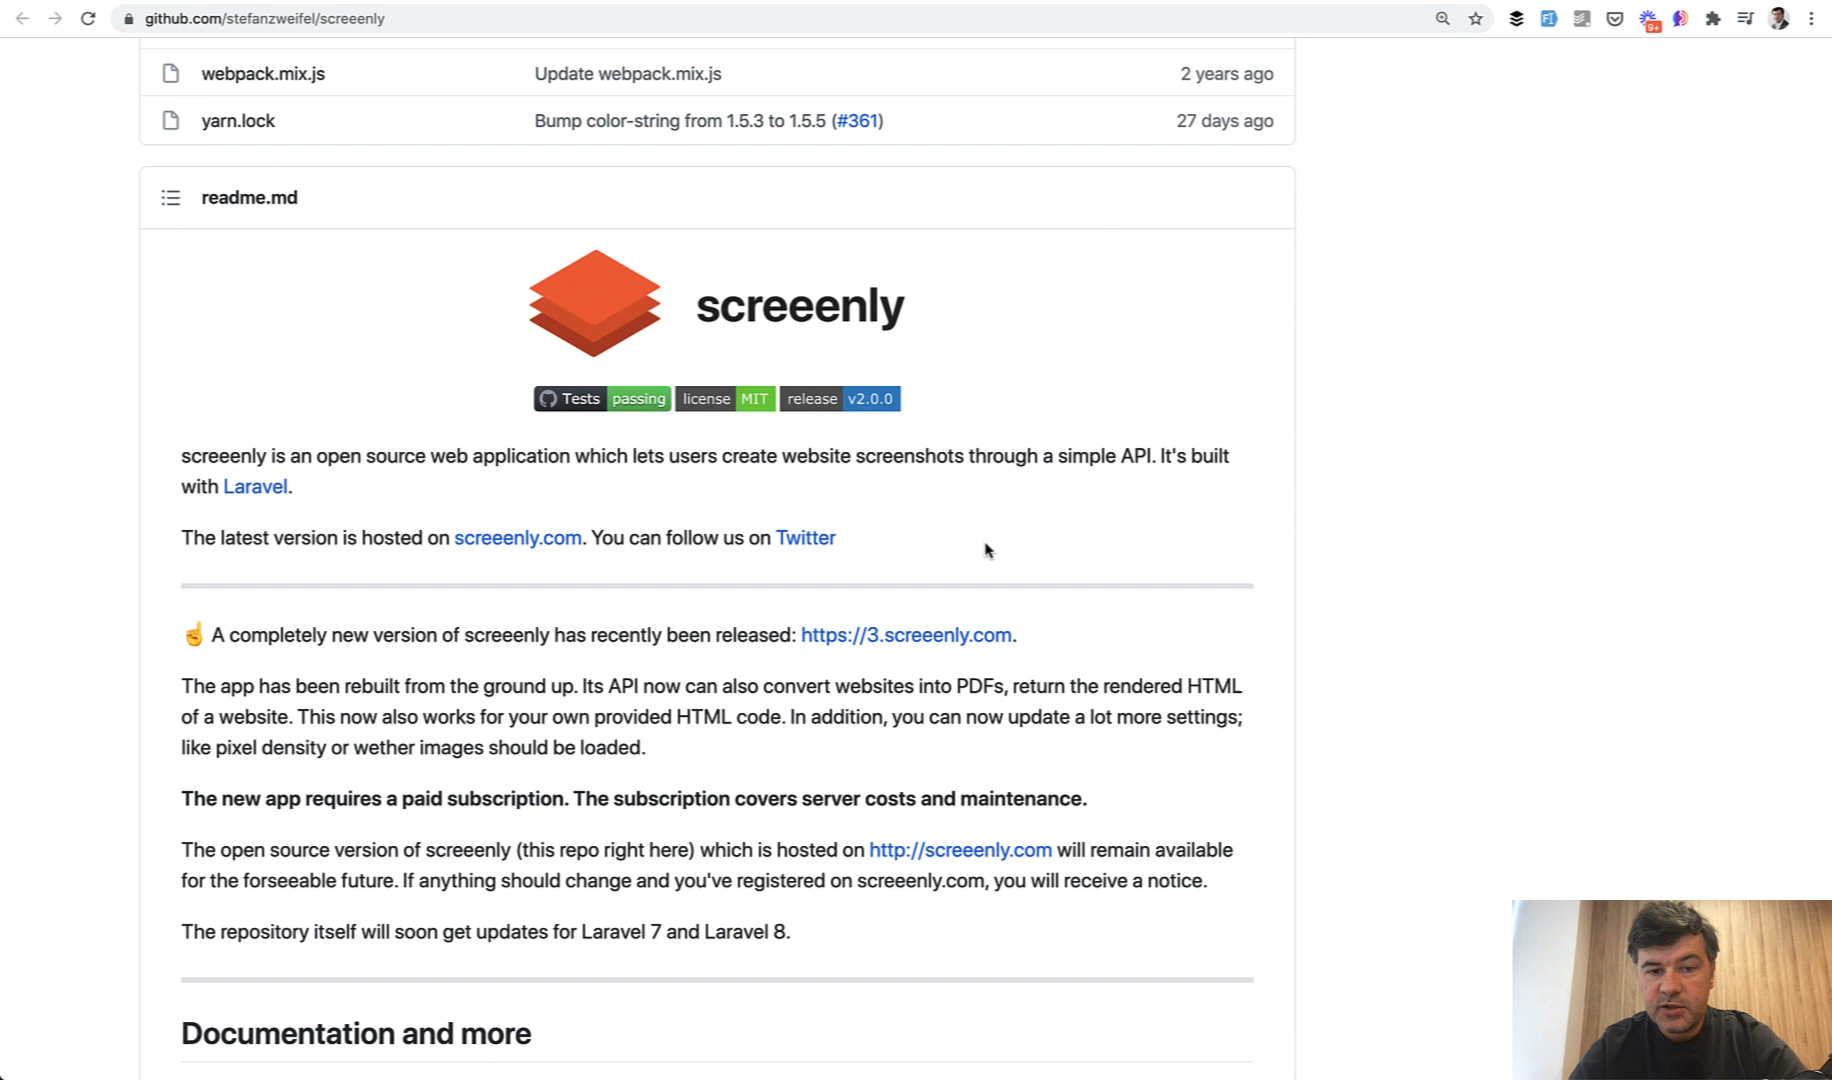 github.com/stefanzweifel/screeenly
9+
webpack.mix.js Update webpack.mix.js 2 years ago
yarn.lock Bump color-string from 1.5.3 to 1.5.5 (#361) 27 days ago
readme.md
screeenly
Tests passing license MIT release v2.0.0
screeenly is an open source web application which lets users create website screenshots through a simple API. It's built
with Laravel.
The latest version is hosted on screeenly.com. You can follow us on Twitter
☝ A completely new version of screeenly has recently been released: https://3.screeenly.com.
The app has been rebuilt from the ground up. Its API now can also convert websites into PDFs, return the rendered HTML
of a website. This now also works for your own provided HTML code. In addition, you can now update a lot more settings;
like pixel density or wether images should be loaded.
The new app requires a paid subscription. The subscription covers server costs and maintenance.
The open source version of screeenly (this repo right here) which is hosted on http://screeenly.com will remain available
for the forseeable future. If anything should change and you've registered on screeenly.com, you will receive a notice.
The repository itself will soon get updates for Laravel 7 and Laravel 8.
Documentation and more